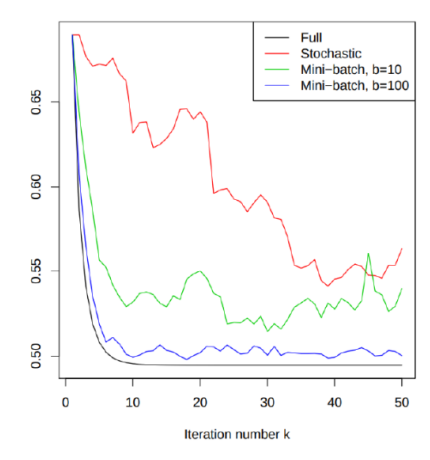 Full
Stochastic
Mini−batch, b=10
Mini−batch, b=100
0.65
0.60
0.55
0.50
0 10 20 30 40 50
Iteration number k